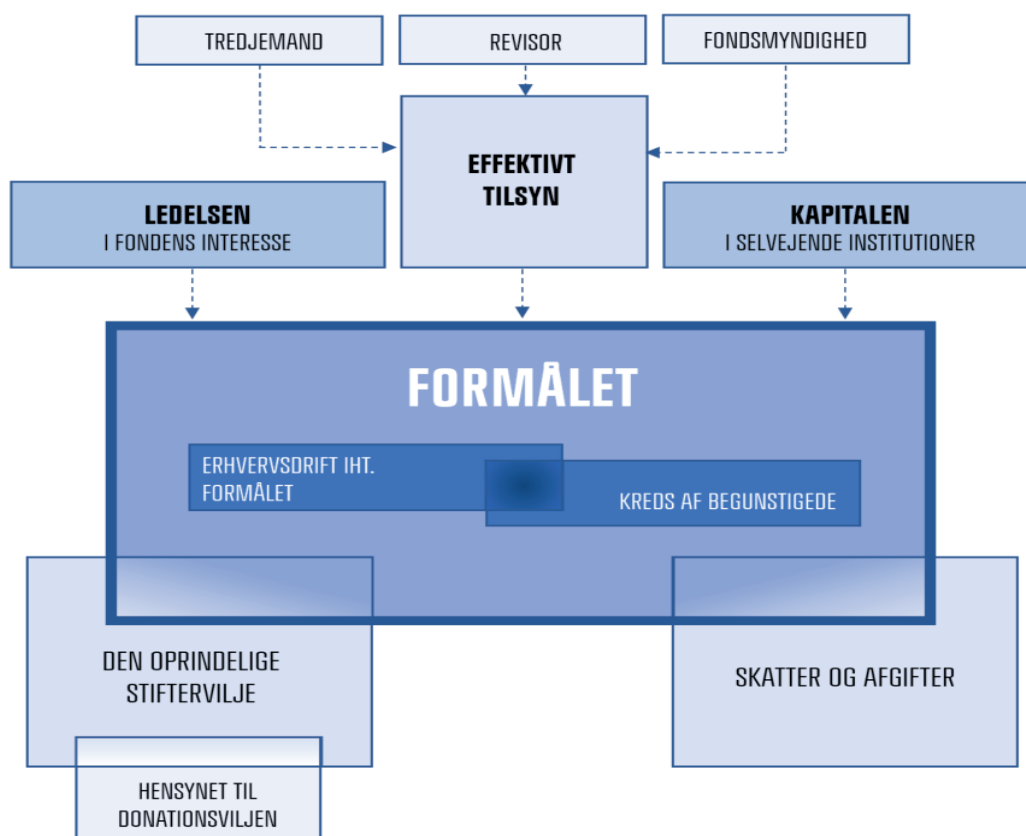 TREDJEMAND
REVISOR
FONDSMYNDIGHED
EFFEKTIVT
TILSYN
LEDELSEN
I FONDENS INTERESSE
KAPITALEN
I SELVEJENDE INSTITUTIONER
FORMÅLET
ERHVERVSDRIFT IHT.
FORMÅLET
KREDS AF BEGUNSTIGEDE
DEN OPRINDELIGE
STIFTERVILJE
SKATTER OG AFGIFTER
HENSYNET TIL
DONATIONSVILJEN